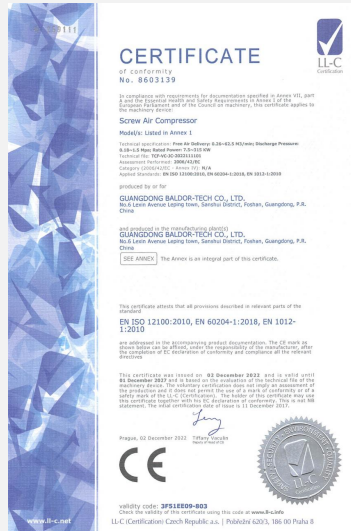 CERTIFICATE
of conformity
No. 8603139
LL-C
Certification
In compliance with requirements for documentation specified in Annex VII, part
A and the Essential Health and Safety Requirements in Annex I of the
European Parliament and of the Council on machinery, this certificate applies to
the machinery device:
Screw Air Compressor
Model/s: Listed in Annex 1
Technical specification: Free Air Delivery: 0.26~62.5 M3/min; Discharge Pressure:
Technical file: TCF-VC-JC-2022111101
Assessment Performed: 2006/42/EC
Category (2006/42/EC - Annex IV): N/A
Applied Standards: EN ISO 12100:2010, EN 60204-1:2018, EN 1012-1:2010
produced by or for
GUANGDONG BALDOR-TECH CO., LTD.
No.6 Lexin Avenue Leping town, Sanshui District, Foshan, Guangdong, P.R.
China
and produced in the manufacturing plant(s)
GUANGDONG BALDOR-TECH CO., LTD.
No.6 Lexin Avenue Leping town, Sanshui District, Foshan, Guangdong, P.R.
China
SEE ANNEX The Annex is an integral part of this certificate.
This certificate attests that all provisions described in relevant parts of the
standard
EN ISO 12100:2010, EN 60204-1:2018, EN 1012-
1:2010
are addressed in the accompanying product documentation. The CE mark as
shown below can be affixed, under the responsibility of the manufacturer, after
the completion of EC declaration of conformity and compliance all the relevant
directives
This certificate was issued on 02 December 2022 and is valid until
01 December 2027 and is based on the evaluation of the technical file of the
machinery device. The voluntary certification does not imply an assessment of
the production and it does not permit the use of a mark of conformity or of a
safety mark of the LL-C (Certification). The holder of this certificate may use
this certificate together with his EC declaration of conformity. This is not NB
statement. The initial certification date of issue is 11 December 2017.
Prague, 02 December 2022 Tiffany Vasulin
CE
LL-C
validity code: 3F51EE09-803
Check the validity of this certificate using this code at www.ll-c.info
www.ll-c.net
LL-C (Certification) Czech Republic a.s. | Pobřežní 620/3, 186 00 Praha 8